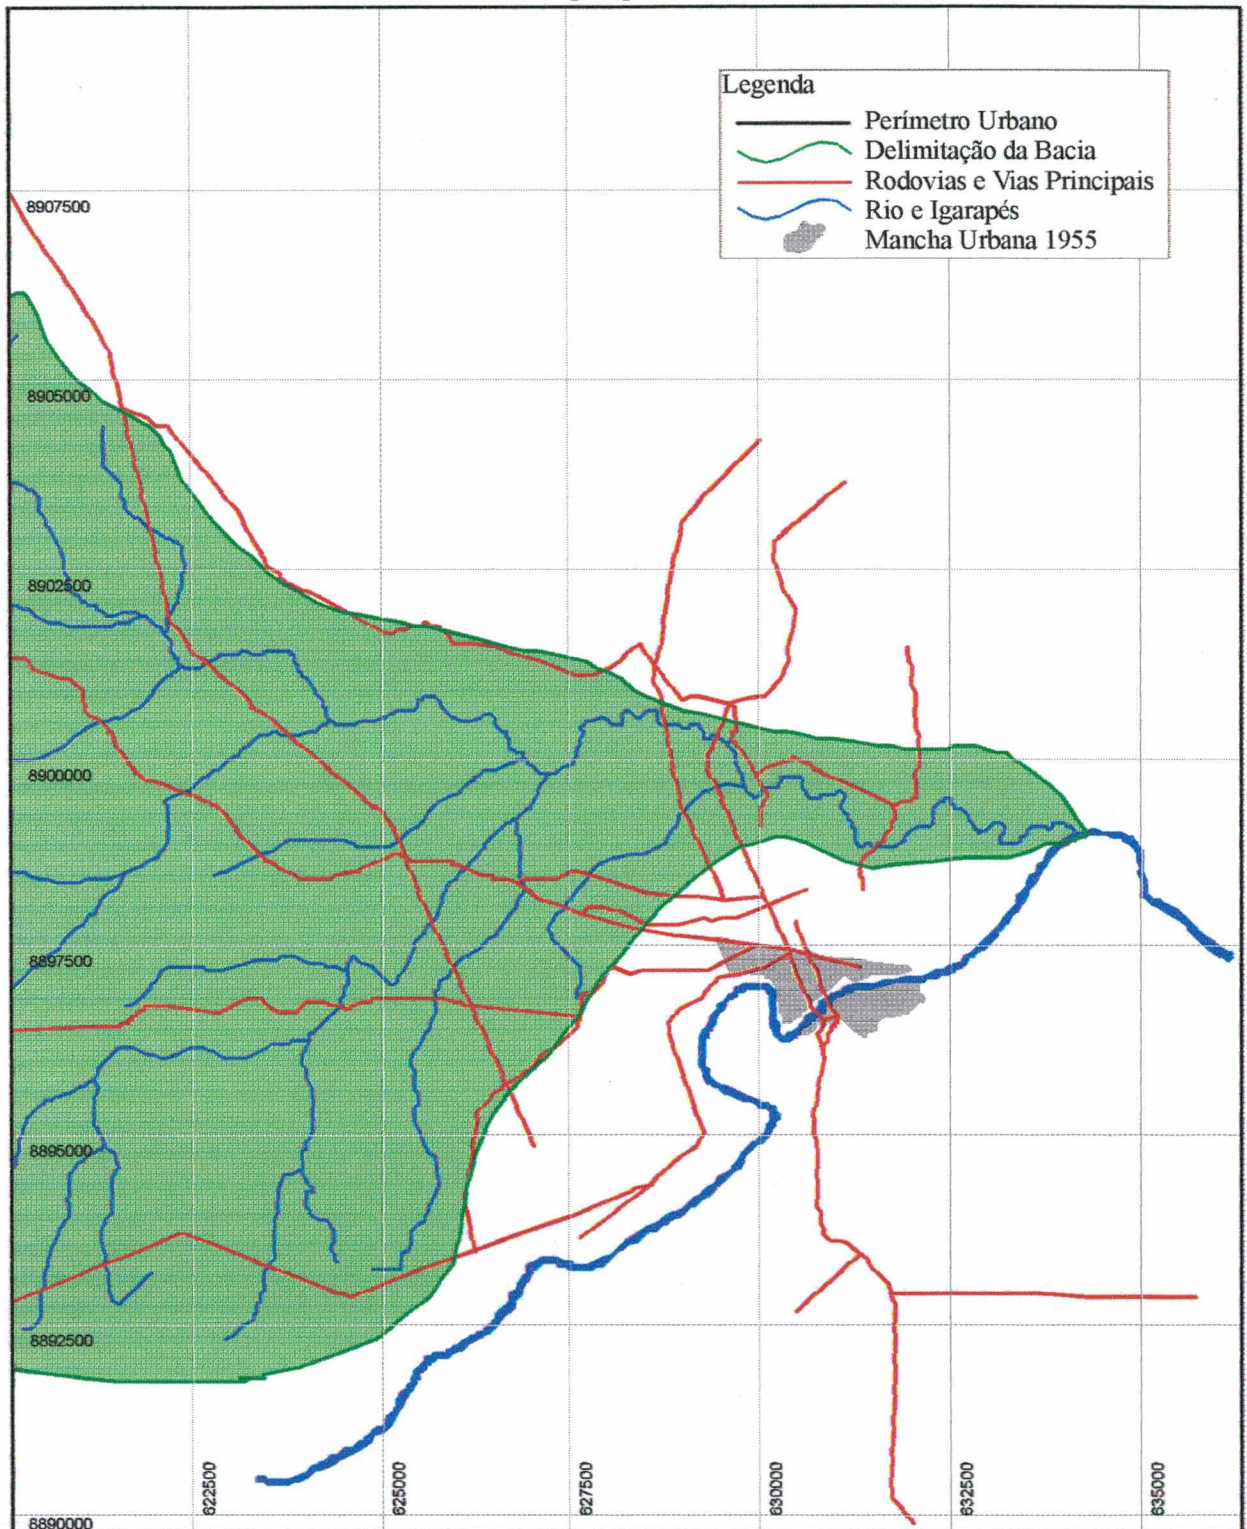 Legenda
Perímetro Urbano
Delimitação da Bacia
Rodovias e Vias Principais
Rio e Igarapés
Mancha Urbana 1955
8907500
8905000
8902500
8900000
8897500
8895000
8892500
8890000
622500
625000
627500
630000
632500
635000